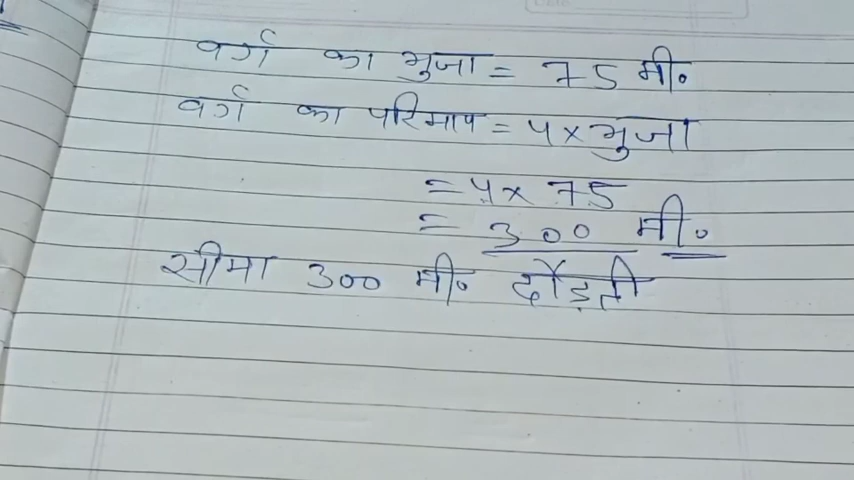 वर्ग का भुजा = 75 मी॰
वर्ग का परिमाप = 4 × भुजा
= 4 × 75
= 300 मी॰
सीमा 300 मी॰ दौड़ती